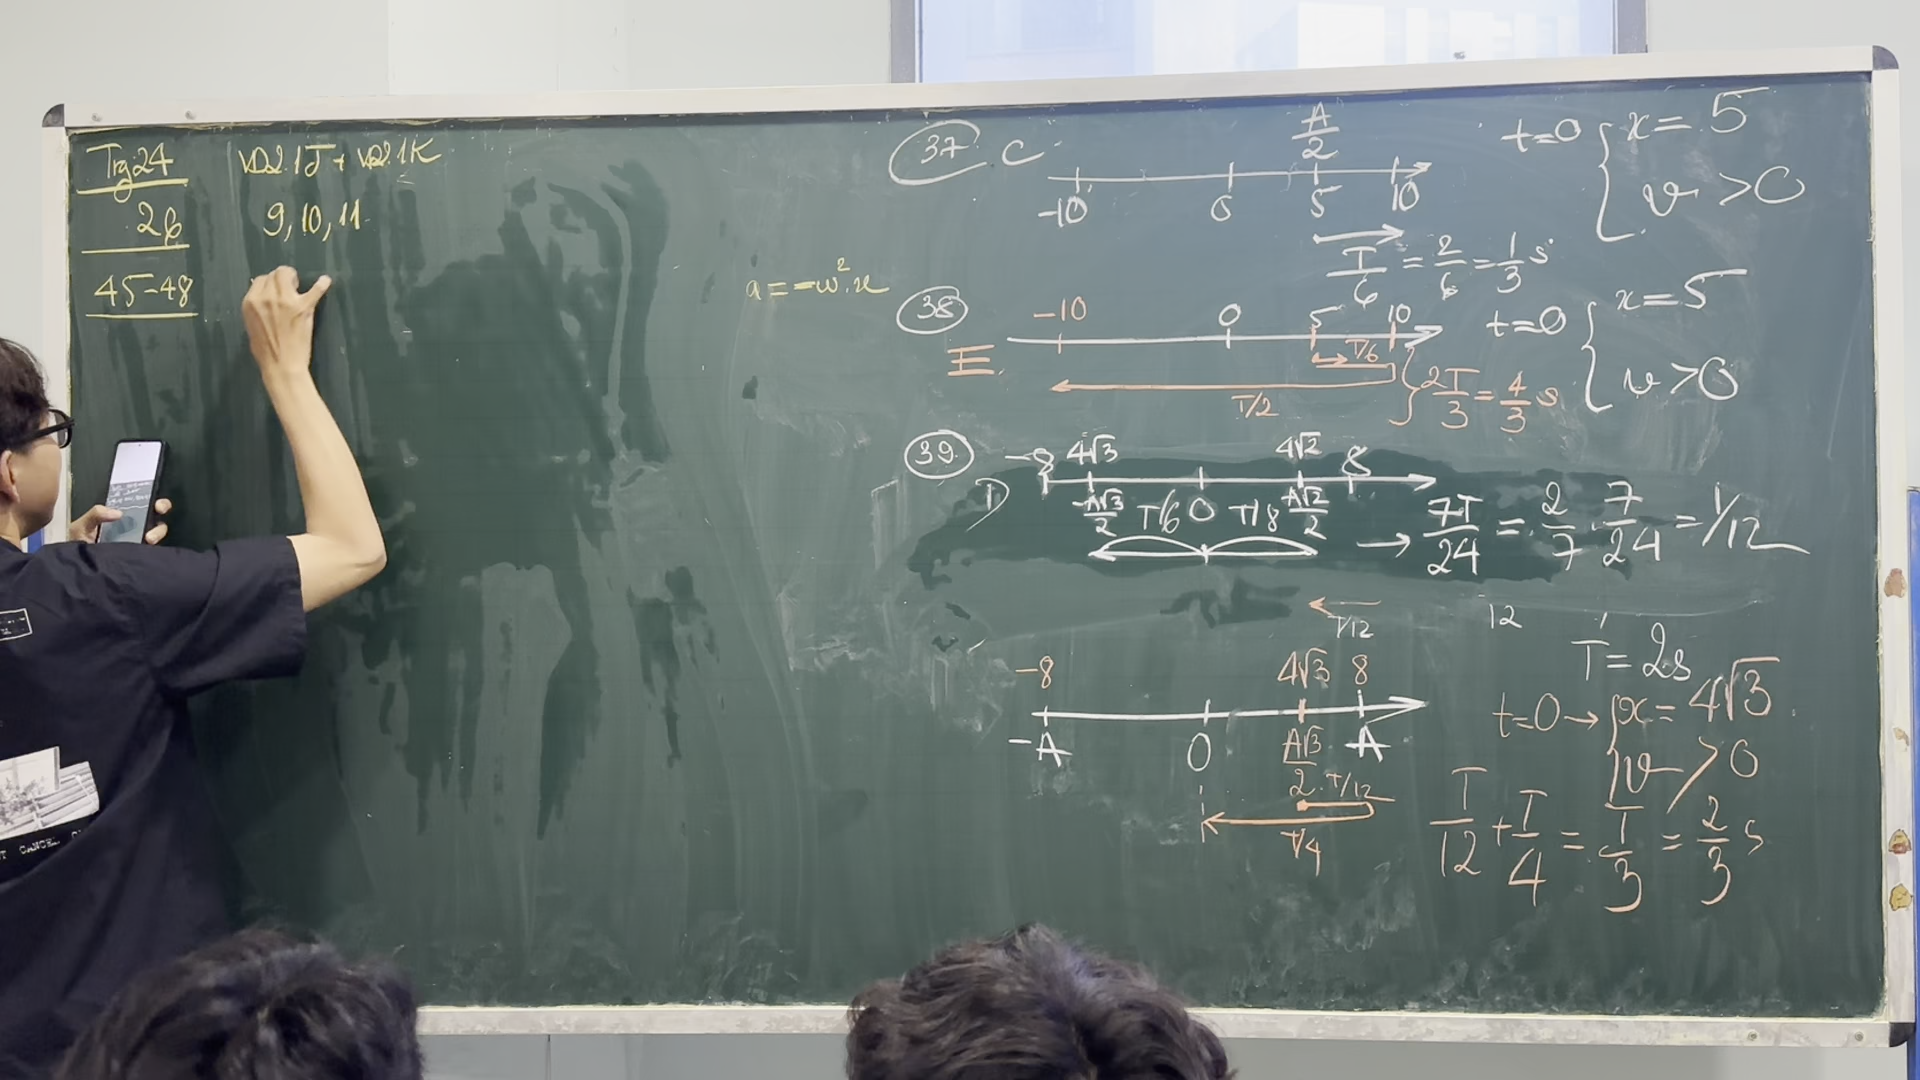 Trg24 VD2.1J + VD2.1K
26 9, 10, 11
45-48
a = -ω².x
37 C
A/2
-10 0 5 10
t=0 { x = 5
v > 0
T/6 = 2/6 = 1/3 s
38
-10 0 5 10
t=0 { x = 5
v > 0
E
T/6
T/2
} 2T/3 = 4/3 s
39
-8 4√3 4√2 8
D
-A√3/2 T/6 0 T/8 A√2/2
→ 7T/24 = 2/7 . 7/24 = 1/12
T/12
12
T = 2s
-8 4√3 8
-A 0 A√3/2 A
t=0 → { x = 4√3
v > 0
T/12
T/4
T/12 + T/4 = T/3 = 2/3 s
CANCEL